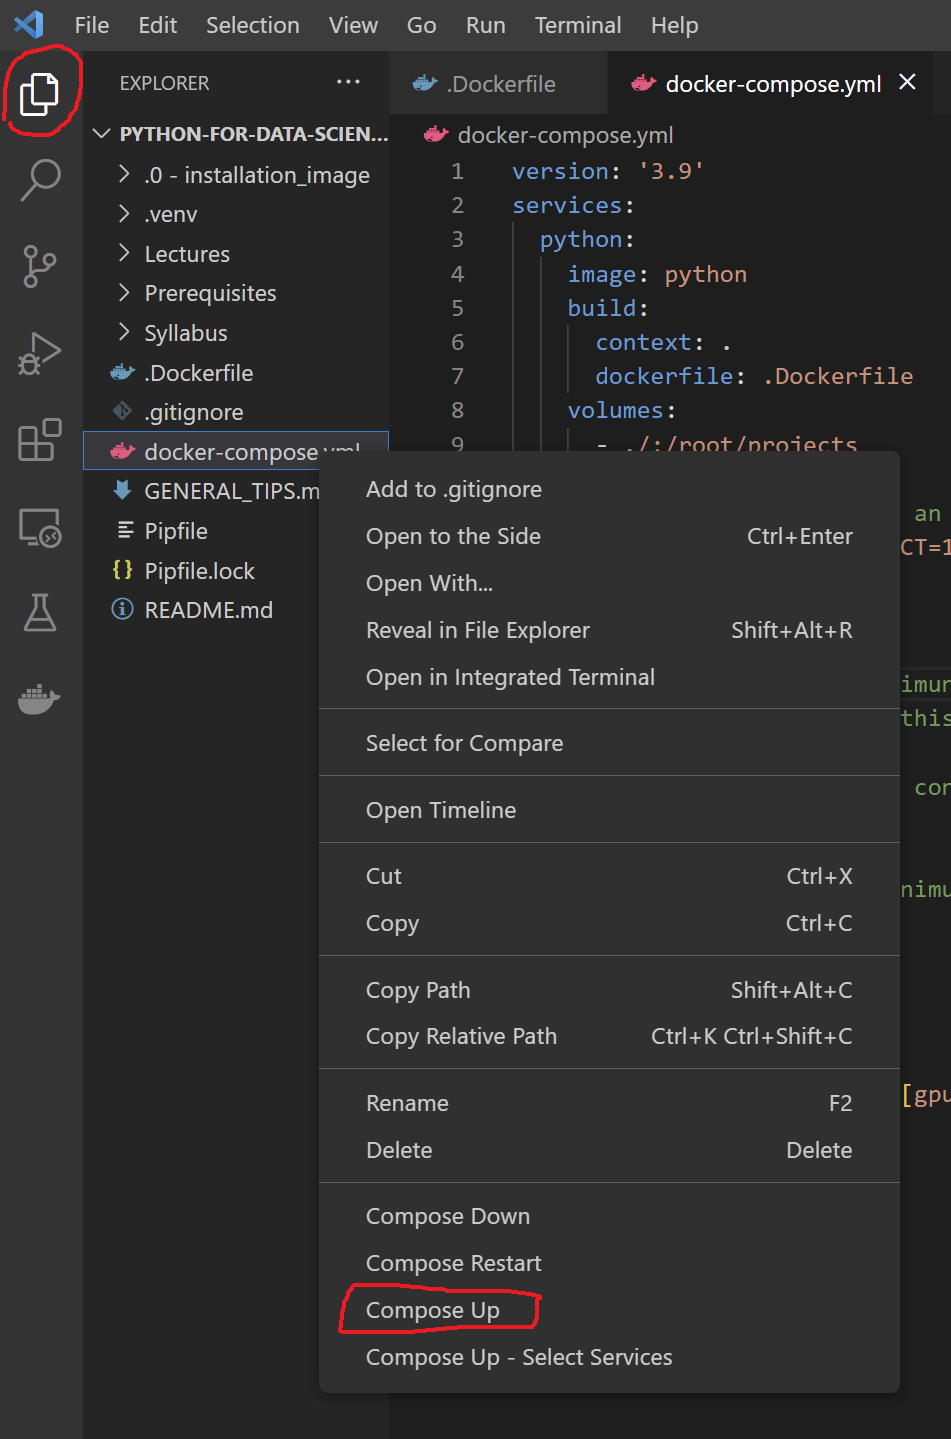 File Edit Selection View Go Run Terminal Help
EXPLORER ···
PYTHON-FOR-DATA-SCIEN...
.0 - installation_image
.venv
Lectures
Prerequisites
Syllabus
.Dockerfile
.gitignore
docker-compose.yml
GENERAL_TIPS.m
Pipfile
{} Pipfile.lock
README.md
.Dockerfile docker-compose.yml
docker-compose.yml
1 version: '3.9'
2 services:
3 python:
4 image: python
5 build:
6 context: .
7 dockerfile: .Dockerfile
8 volumes:
9 - ./:/root/projects
an
CT=1
this
[gpu
Add to .gitignore
Open to the Side Ctrl+Enter
Open With...
Reveal in File Explorer Shift+Alt+R
Open in Integrated Terminal
Select for Compare
Open Timeline
Cut Ctrl+X
Copy Ctrl+C
Copy Path Shift+Alt+C
Copy Relative Path Ctrl+K Ctrl+Shift+C
Rename F2
Delete Delete
Compose Down
Compose Restart
Compose Up
Compose Up - Select Services